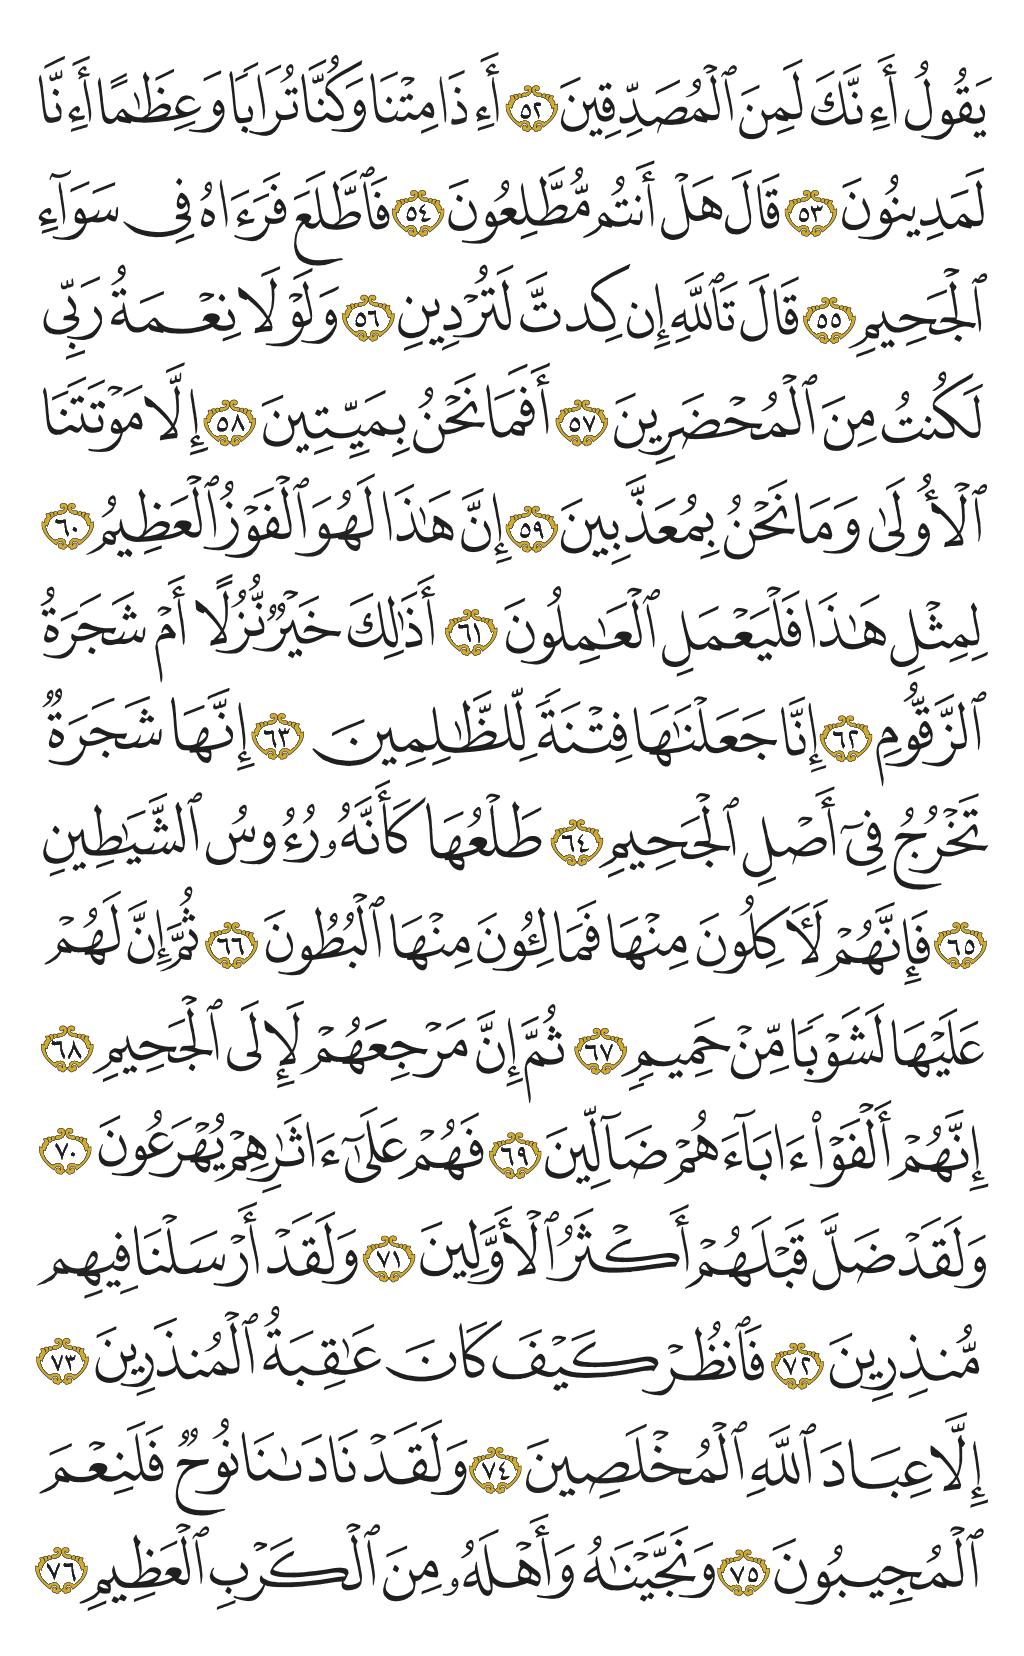 يَقُولُ أَءِنَّكَ لَمِنَ ٱلْمُصَدِّقِينَ ٥٢ أَءِذَا مِتْنَا وَكُنَّا تُرَابًا وَعِظَـٰمًا أَءِنَّا
لَمَدِينُونَ ٥٣ قَالَ هَلْ أَنتُم مُّطَّلِعُونَ ٥٤ فَٱطَّلَعَ فَرَءَاهُ فِى سَوَآءِ
ٱلْجَحِيمِ ٥٥ قَالَ تَٱللَّهِ إِن كِدتَّ لَتُرْدِينِ ٥٦ وَلَوْلَا نِعْمَةُ رَبِّى
لَكُنتُ مِنَ ٱلْمُحْضَرِينَ ٥٧ أَفَمَا نَحْنُ بِمَيِّتِينَ ٥٨ إِلَّا مَوْتَتَنَا
ٱلْأُولَىٰ وَمَا نَحْنُ بِمُعَذَّبِينَ ٥٩ إِنَّ هَـٰذَا لَهُوَ ٱلْفَوْزُ ٱلْعَظِيمُ ٦٠
لِمِثْلِ هَـٰذَا فَلْيَعْمَلِ ٱلْعَـٰمِلُونَ ٦١ أَذَٰلِكَ خَيْرٌ نُّزُلًا أَمْ شَجَرَةُ
ٱلزَّقُّومِ ٦٢ إِنَّا جَعَلْنَـٰهَا فِتْنَةً لِّلظَّـٰلِمِينَ ٦٣ إِنَّهَا شَجَرَةٌ
تَخْرُجُ فِىٓ أَصْلِ ٱلْجَحِيمِ ٦٤ طَلْعُهَا كَأَنَّهُۥ رُءُوسُ ٱلشَّيَـٰطِينِ
٦٥ فَإِنَّهُمْ لَـَٔاكِلُونَ مِنْهَا فَمَالِـُٔونَ مِنْهَا ٱلْبُطُونَ ٦٦ ثُمَّ إِنَّ لَهُمْ
عَلَيْهَا لَشَوْبًا مِّنْ حَمِيمٍ ٦٧ ثُمَّ إِنَّ مَرْجِعَهُمْ لَإِلَى ٱلْجَحِيمِ ٦٨
إِنَّهُمْ أَلْفَوْا۟ ءَابَآءَهُمْ ضَآلِّينَ ٦٩ فَهُمْ عَلَىٰٓ ءَاثَـٰرِهِمْ يُهْرَعُونَ ٧٠
وَلَقَدْ ضَلَّ قَبْلَهُمْ أَكْثَرُ ٱلْأَوَّلِينَ ٧١ وَلَقَدْ أَرْسَلْنَا فِيهِم
مُّنذِرِينَ ٧٢ فَٱنظُرْ كَيْفَ كَانَ عَـٰقِبَةُ ٱلْمُنذَرِينَ ٧٣
إِلَّا عِبَادَ ٱللَّهِ ٱلْمُخْلَصِينَ ٧٤ وَلَقَدْ نَادَىٰنَا نُوحٌ فَلَنِعْمَ
ٱلْمُجِيبُونَ ٧٥ وَنَجَّيْنَـٰهُ وَأَهْلَهُۥ مِنَ ٱلْكَرْبِ ٱلْعَظِيمِ ٧٦